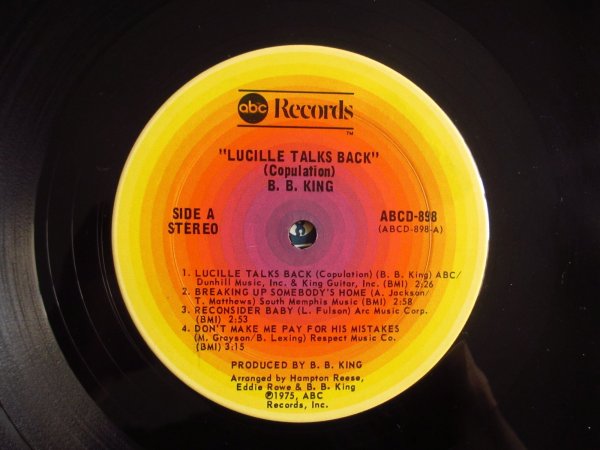 abc Records
TM
"LUCILLE TALKS BACK"
(Copulation)
B. B. KING
SIDE A
STEREO
ABCD-898
(ABCD-898-A)
1. LUCILLE TALKS BACK (Copulation) (B. B. King) ABC/
Dunhill Music, Inc. & King Guitar, Inc. (BMI) 2:26
2. BREAKING UP SOMEBODY'S HOME (A. Jackson/
T. Matthews) South Memphis Music (BMI) 2:58
3. RECONSIDER BABY (L. Fulson) Arc Music Corp.
(BMI) 2:53
4. DON'T MAKE ME PAY FOR HIS MISTAKES
(M. Grayson/B. Lexing) Respect Music Co.
(BMI) 3:15
PRODUCED BY B. B. KING
Arranged by Hampton Reese,
Eddie Rowe & B. B. King
℗1975, ABC
Records, Inc.